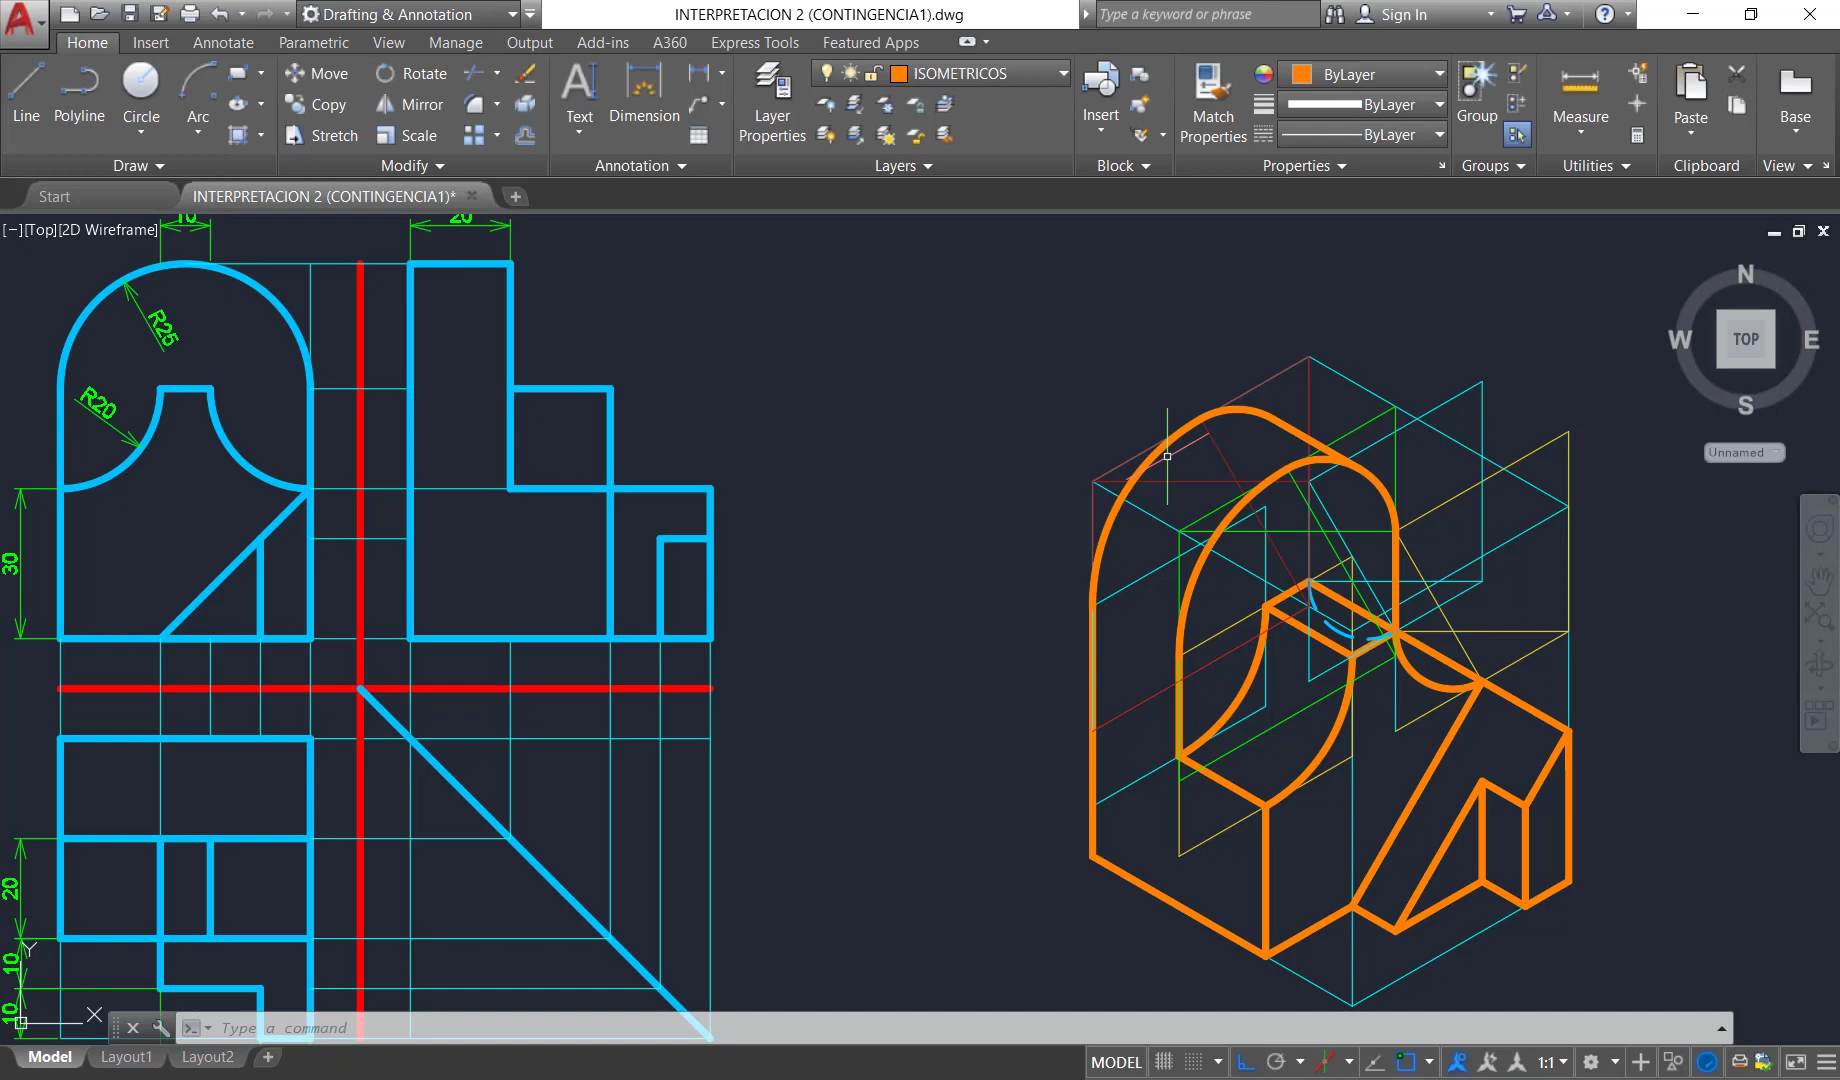 Drafting & Annotation
INTERPRETACION 2 (CONTINGENCIA1).dwg
Type a keyword or phrase
Sign In
Home Insert Annotate Parametric View Manage Output Add-ins A360 Express Tools Featured Apps
Line Polyline Circle Arc
Move Rotate
Copy Mirror
Stretch Scale
Text Dimension
Layer Properties
ISOMETRICOS
Insert
Match Properties
ByLayer
ByLayer
ByLayer
Group
Measure
Paste
Base
Draw Modify Annotation Layers Block Properties Groups Utilities Clipboard View
Start INTERPRETACION 2 (CONTINGENCIA1)*
[−][Top][2D Wireframe]
10
20
R25
R20
30
20
10
10
Y
X
N
W TOP E
S
Unnamed
Type a command
Model Layout1 Layout2
MODEL 1:1